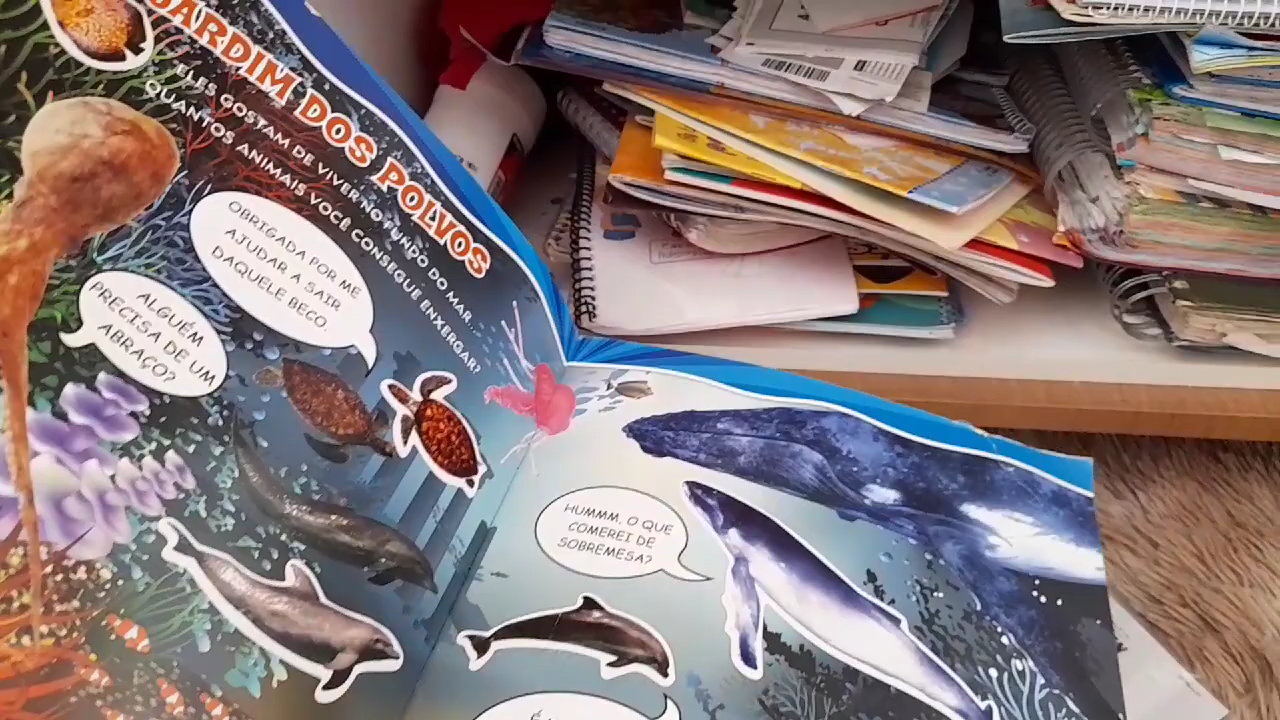 JARDIM DOS POLVOS
ELES GOSTAM DE VIVER NO FUNDO DO MAR...
QUANTOS ANIMAIS VOCÊ CONSEGUE ENXERGAR?
OBRIGADA POR ME
AJUDAR A SAIR
DAQUELE BECO.
ALGUÉM
PRECISA DE UM
ABRAÇO?
HUMMM, O QUE
COMEREI DE
SOBREMESA?